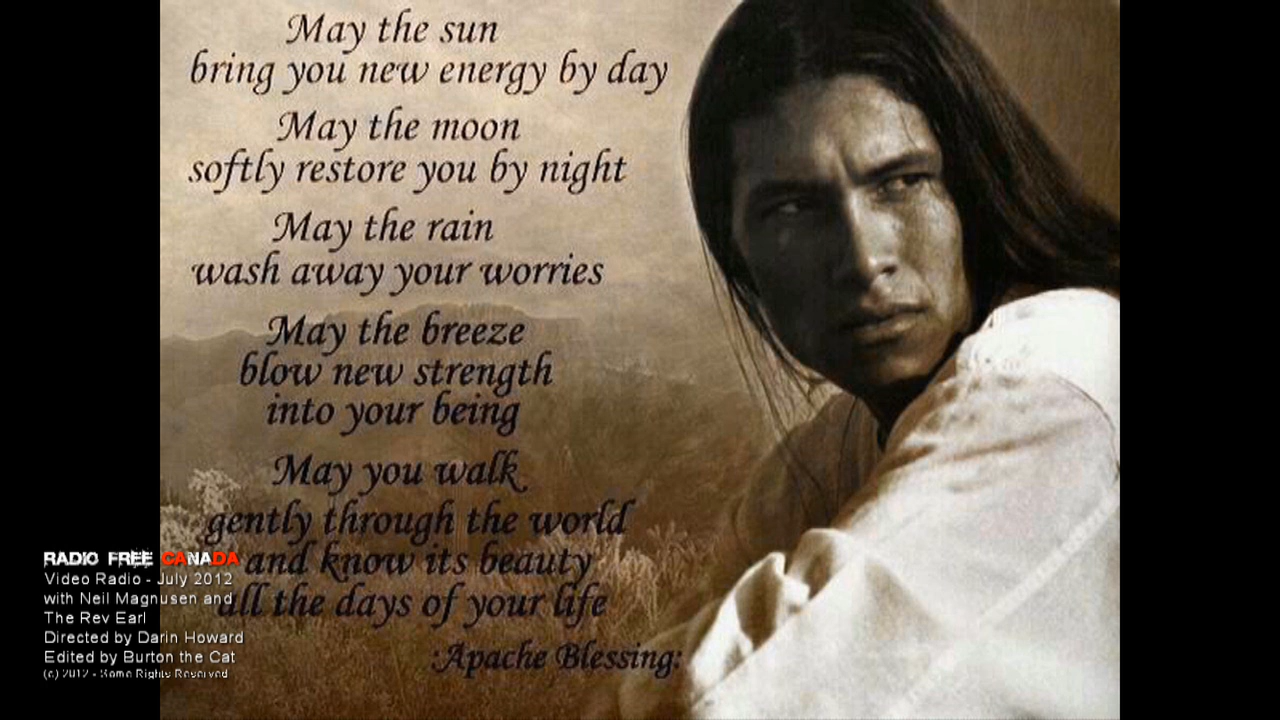 May the sun
bring you new energy by day
May the moon
softly restore you by night
May the rain
wash away your worries
May the breeze
blow new strength
into your being
May you walk
gently through the world
and know its beauty
all the days of your life
:Apache Blessing:
RADIO FREE CANADA
Video Radio - July 2012
with Neil Magnusen and
The Rev Earl
Directed by Darin Howard
Edited by Burton the Cat
(c) 2012 - Some Rights Reserved